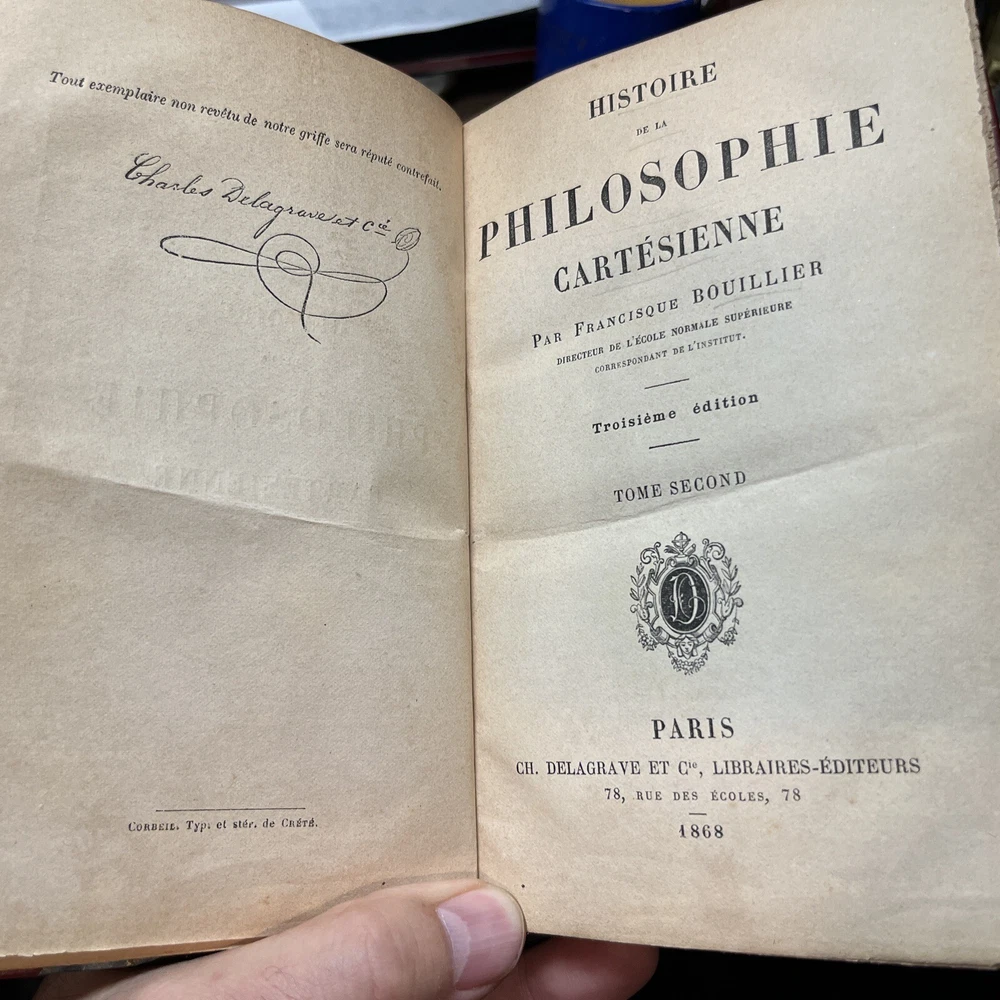 Tout exemplaire non revêtu de notre griffe sera réputé contrefait.
Charles Delagrave et Cie
CORBEIL. Typ. et stér. de CRÉTÉ.
HISTOIRE
DE LA
PHILOSOPHIE
CARTÉSIENNE
PAR FRANCISQUE BOUILLIER
DIRECTEUR DE L'ÉCOLE NORMALE SUPÉRIEURE
CORRESPONDANT DE L'INSTITUT.
Troisième édition
TOME SECOND
PARIS
CH. DELAGRAVE ET Cie, LIBRAIRES-ÉDITEURS
78, RUE DES ÉCOLES, 78
1868